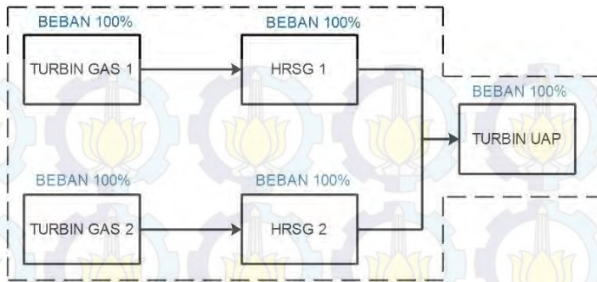 BEBAN 100%
BEBAN 100%
TURBIN GAS 1
HRSG 1
BEBAN 100%
TURBIN UAP
BEBAN 100%
BEBAN 100%
TURBIN GAS 2
HRSG 2